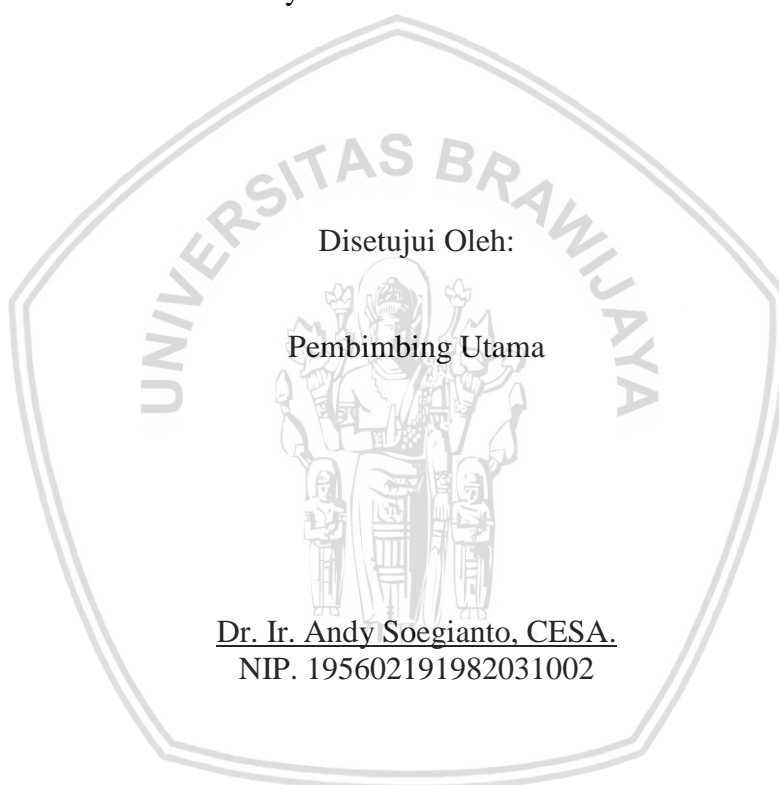 UNIVERSITAS BRAWIJAYA
Disetujui Oleh:
Pembimbing Utama
Dr. Ir. Andy Soegianto, CESA.
NIP. 195602191982031002